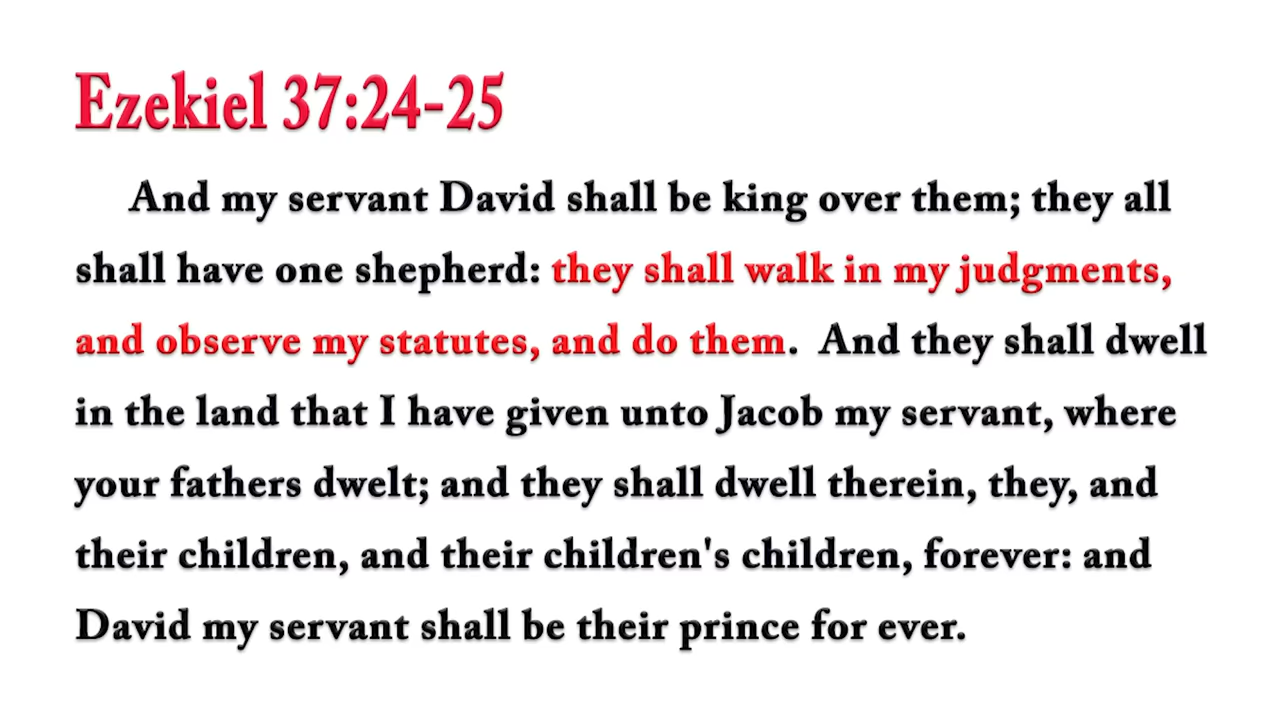 Ezekiel 37:24-25
And my servant David shall be king over them; they all
shall have one shepherd: they shall walk in my judgments,
and observe my statutes, and do them. And they shall dwell
in the land that I have given unto Jacob my servant, where
your fathers dwelt; and they shall dwell therein, they, and
their children, and their children's children, forever: and
David my servant shall be their prince for ever.